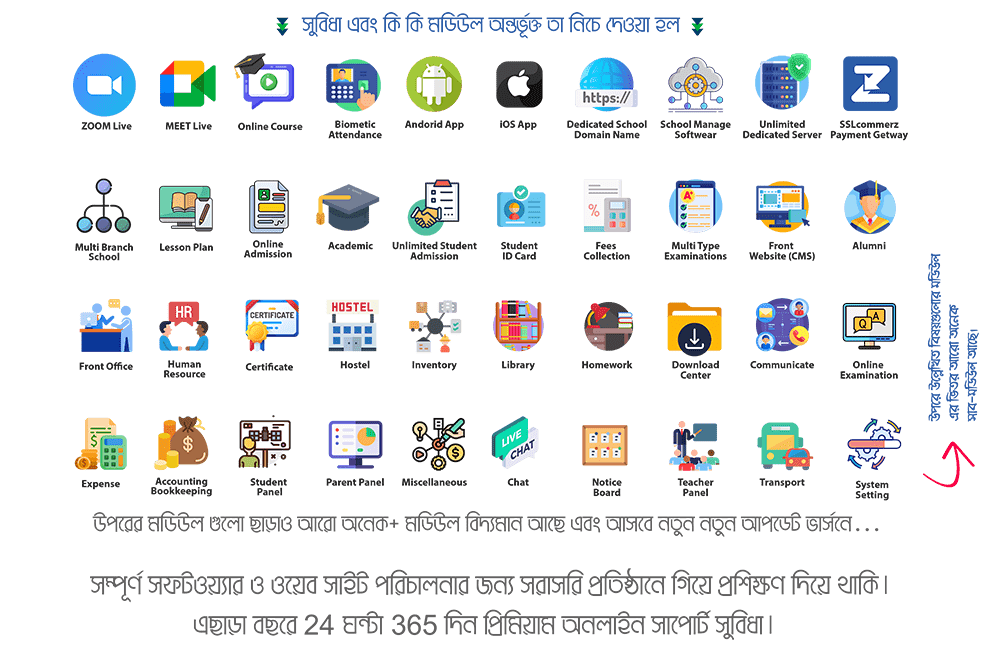 সুবিধা এবং কি কি মডিউল অন্তর্ভূক্ত তা নিচে দেওয়া হল
ZOOM Live
MEET Live
Online Course
Biometic
Attendance
Andorid App
iOS App
https://
Dedicated School
Domain Name
School Manage
Softwear
Unlimited
Dedicated Server
SSLcommerz
Payment Getway
Multi Branch
School
Lesson Plan
Online
Admission
Academic
Unlimited Student
Admission
Student
ID Card
%
Fees
Collection
A+
Multi Type
Examinations
Front
Website (CMS)
Alumni
Front Office
HR
Human
Resource
CERTIFICATE
Certificate
HOSTEL
Hostel
Inventory
Library
Homework
Download
Center
Communicate
Q A
Online
Examination
$
Expense
$
Accounting
Bookkeeping
Student
Panel
Parent Panel
$
Miscellaneous
LIVE
CHAT
Chat
Notice
Board
Teacher
Panel
Transport
System
Setting
উপরে উল্লেখিত বিষয়গুলোর মডিউল
এর ভিতর আরো অনেক
সাব-মডিউল আছে।
উপরের মডিউল গুলো ছাড়াও আরো অনেক+ মডিউল বিদ্যমান আছে এবং আসবে নতুন নতুন আপডেট ভার্সনে...
সম্পূর্ণ সফটওয়্যার ও ওয়েব সাইট পরিচালনার জন্য সরাসরি প্রতিষ্ঠানে গিয়ে প্রশিক্ষণ দিয়ে থাকি।
এছাড়া বছরে 24 ঘন্টা 365 দিন প্রিমিয়াম অনলাইন সাপোর্ট সুবিধা।